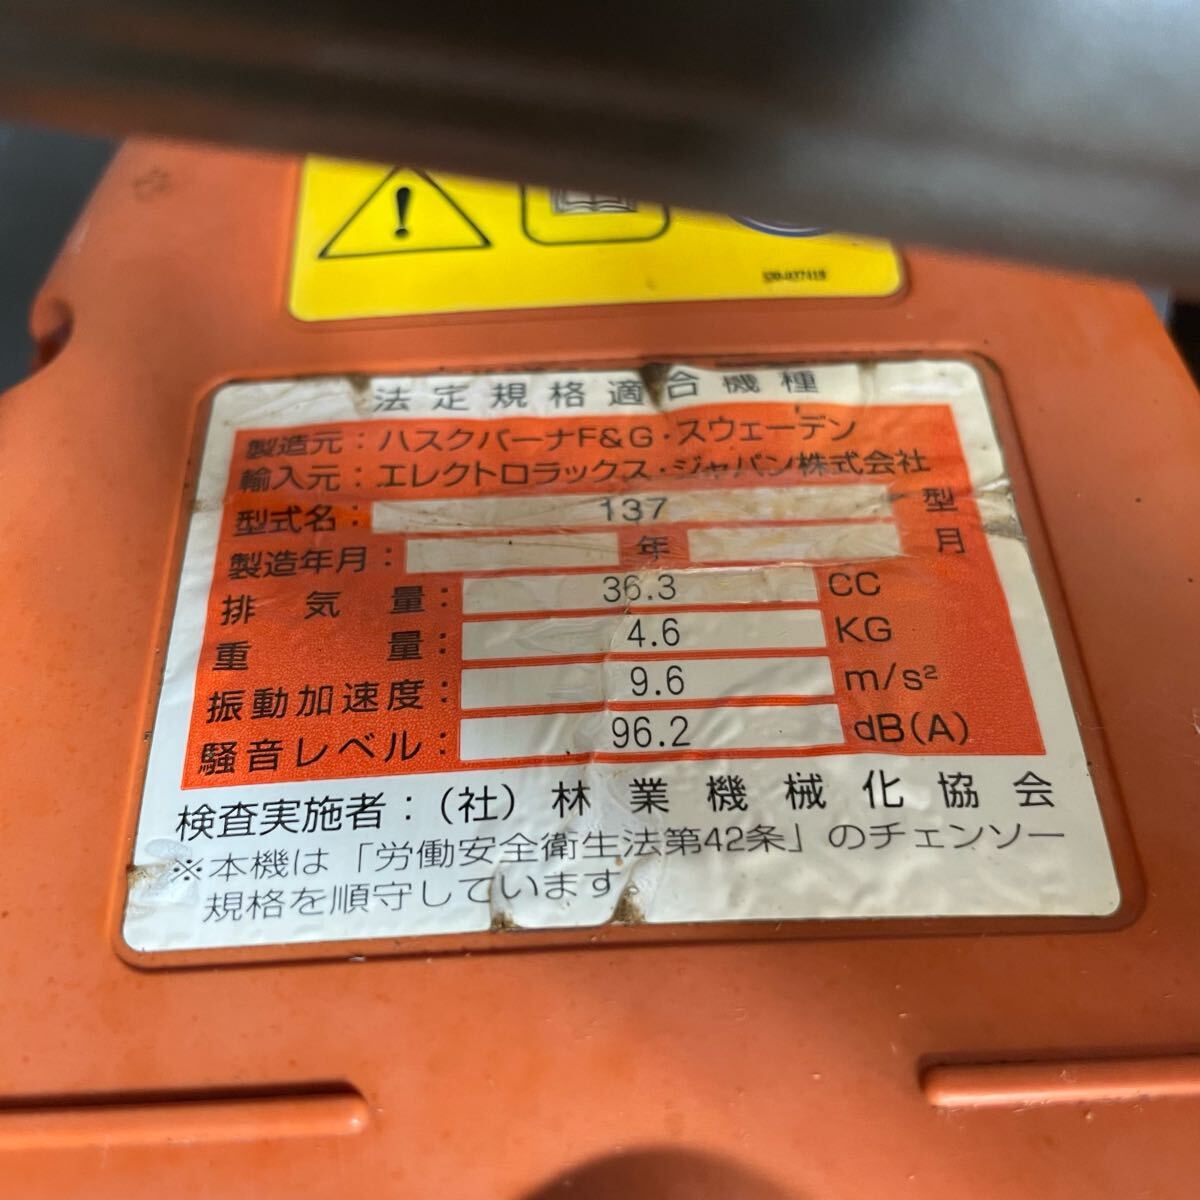 法定規格適合機種
製造元：ハスクバーナF&G・スウェーデン
輸入元：エレクトロラックス・ジャパン株式会社
型式名： 137 型
製造年月： 年 月
排気量： 36.3 CC
重量： 4.6 KG
振動加速度： 9.6 m/s²
騒音レベル： 96.2 dB(A)
検査実施者：（社）林業機械化協会
※本機は「労働安全衛生法第42条」のチェンソー
規格を順守しています